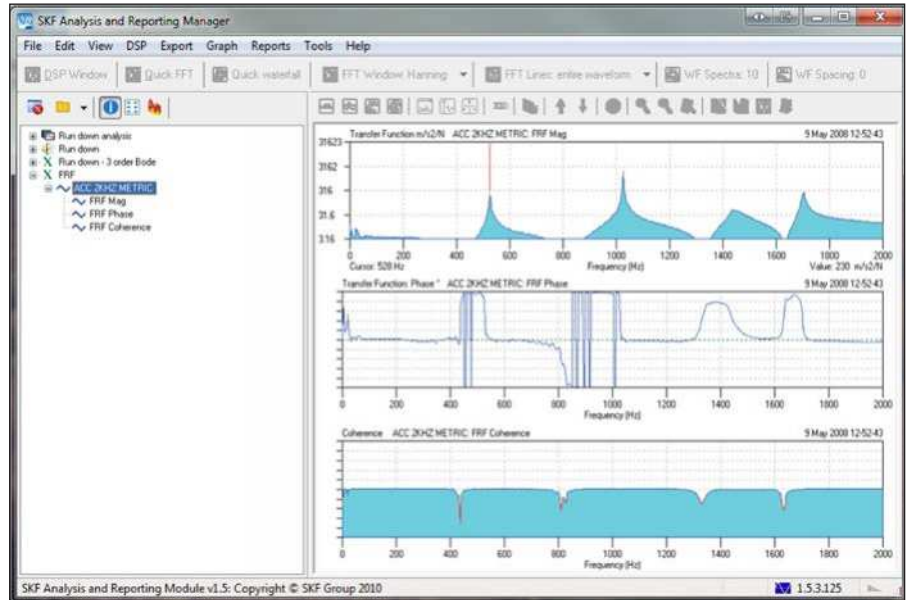 SKF Analysis and Reporting Manager
File Edit View DSP Export Graph Reports Tools Help
DSP Window Quick FFT Quick waterfall FFT Window: Hanning FFT Lines: entire waveform WF Spectra: 10 WF Spacing: 0
Run down analysis
Run down
Run down - 3 order Bode
FRF
ACC 2KHZ METRIC
FRF Mag
FRF Phase
FRF Coherence
Transfer Function m/s2/N ACC 2KHZ METRIC: FRF Mag 9 May 2008 12-52-43
31623
3162
316
31.6
3.16
0 200 400 600 800 1000 1200 1400 1600 1800 2000
Cursor: 528 Hz Frequency (Hz) Value: 230 m/s2/N
Transfer Function: Phase ° ACC 2KHZ METRIC: FRF Phase 9 May 2008 12-52-43
0 200 400 600 800 1000 1200 1400 1600 1800 2000
Frequency (Hz)
Coherence ACC 2KHZ METRIC: FRF Coherence 9 May 2008 12-52-43
0 200 400 600 800 1000 1200 1400 1600 1800 2000
Frequency (Hz)
SKF Analysis and Reporting Module v1.5: Copyright © SKF Group 2010 1.5.3.125